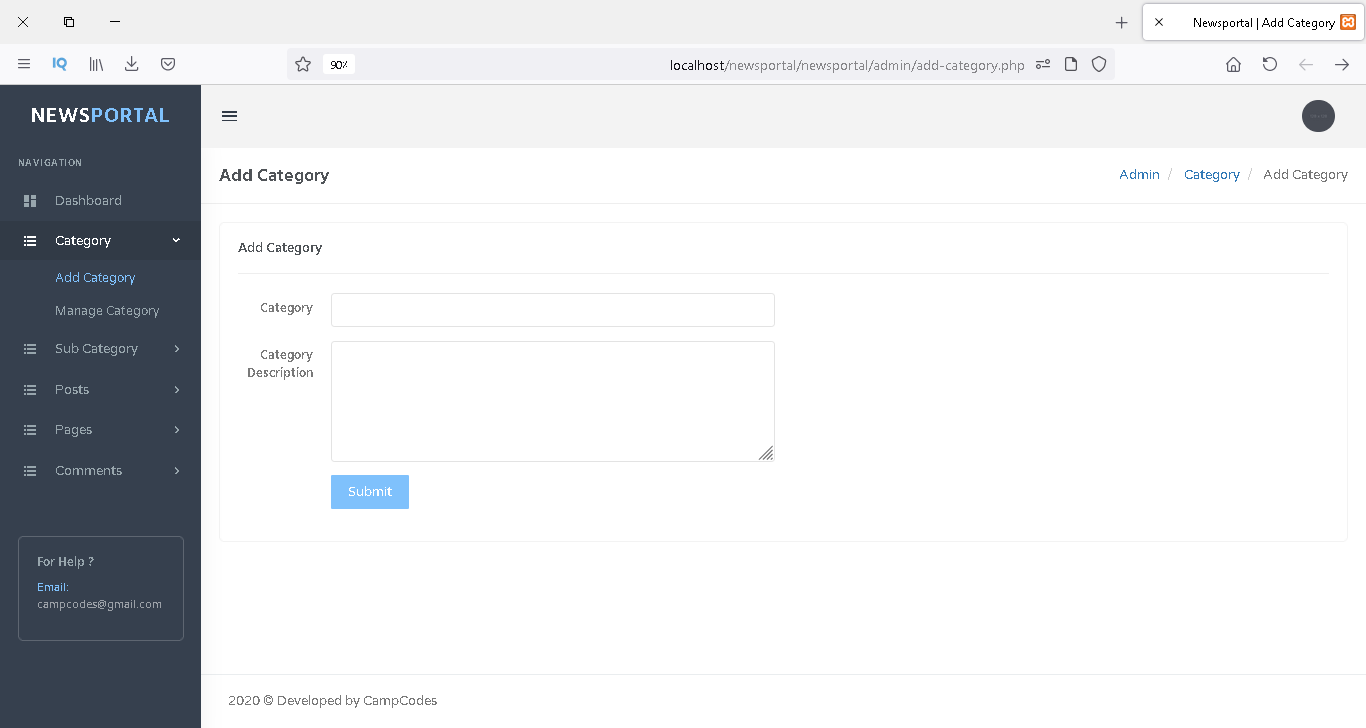 Newsportal | Add Category
IQ
90%
localhost/newsportal/newsportal/admin/add-category.php
NEWSPORTAL
NAVIGATION
Dashboard
Category
Add Category
Manage Category
Sub Category
Posts
Pages
Comments
For Help ?
Email:
campcodes@gmail.com
Add Category
Admin / Category / Add Category
Add Category
Category
Category
Description
Submit
2020 © Developed by CampCodes